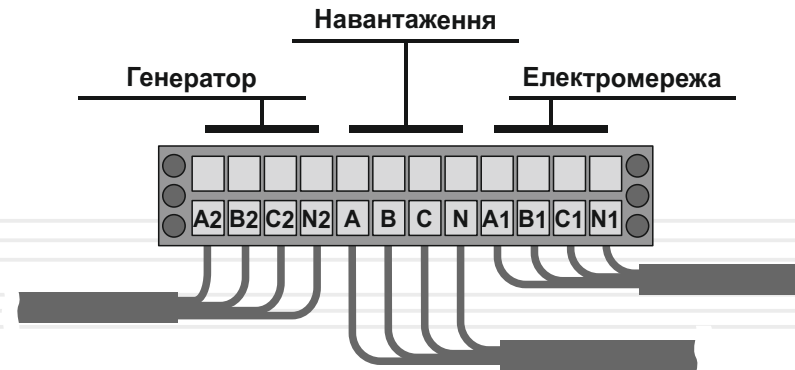 Навантаження
Генератор
Електромережа
A2 B2 C2 N2 A B C N A1 B1 C1 N1